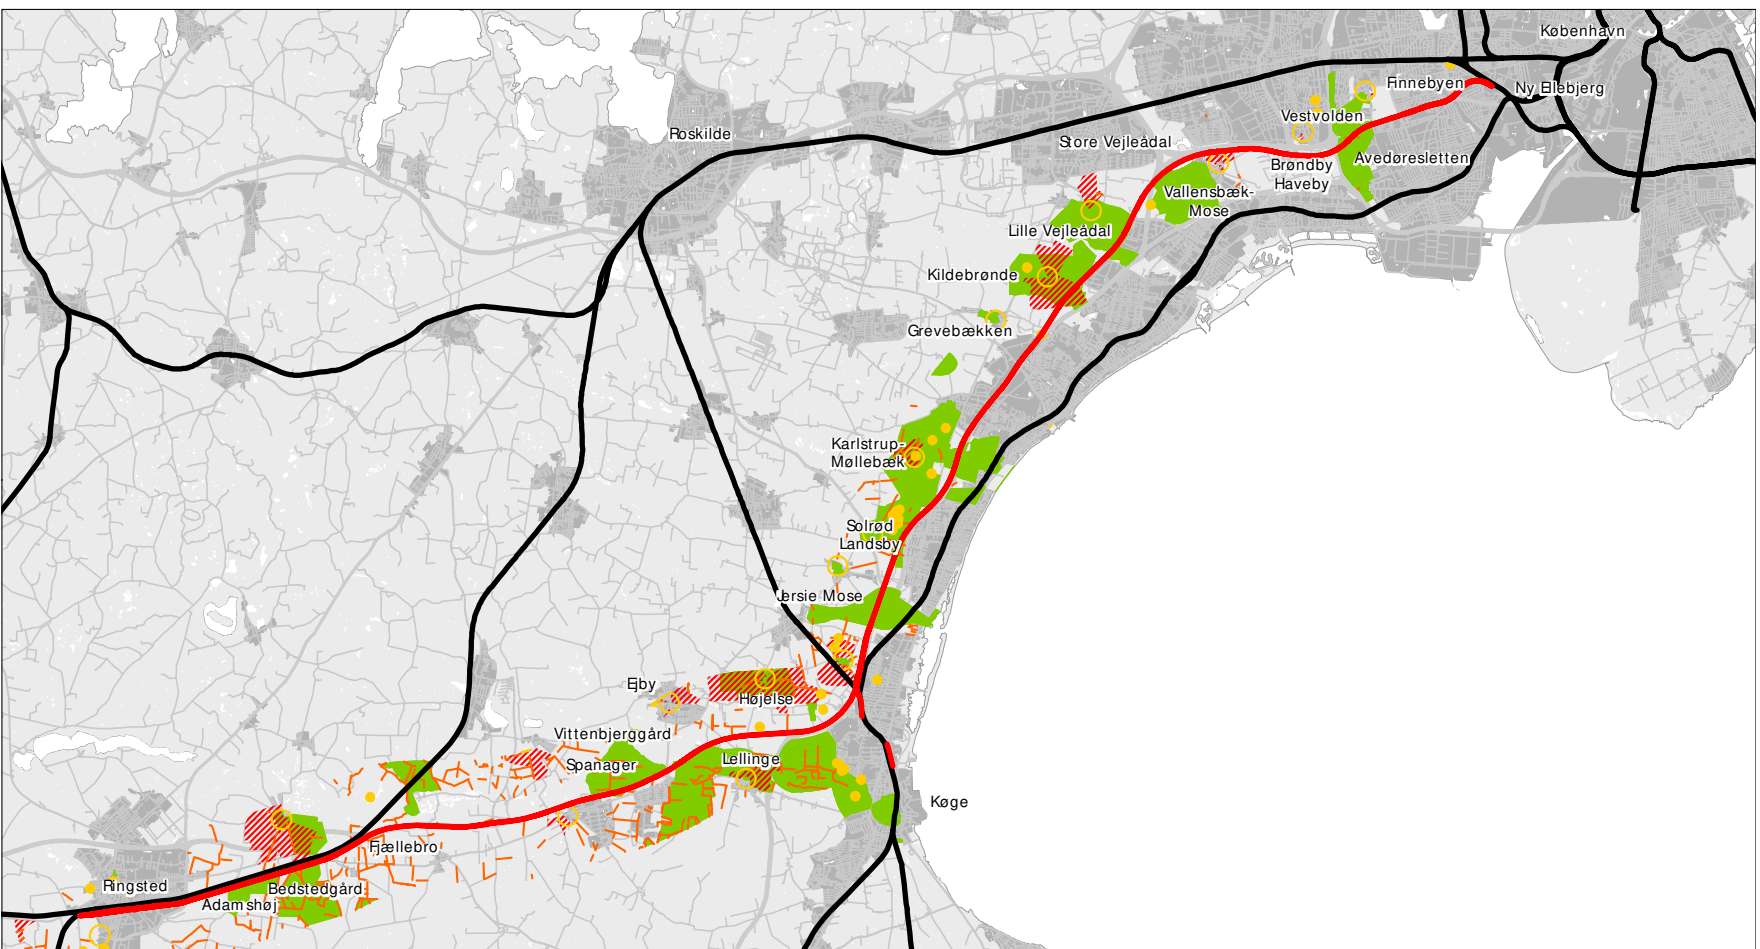 København
Finnebyen
Ny Ellebjerg
Vestvolden
Roskilde
Store Vejleådal
Brøndby
Haveby
Avedøresletten
Vallensbæk-
Mose
Lille Vejleådal
Kildebrønde
Grevebækken
Karlstrup-
Møllebæk
Solrød
Landsby
Jersie Mose
Ejby
Højelse
Vittenbjerggård
Spanager
Lellinge
Køge
Fjællebro
Ringsted
Bedstedgård
Adamshøj